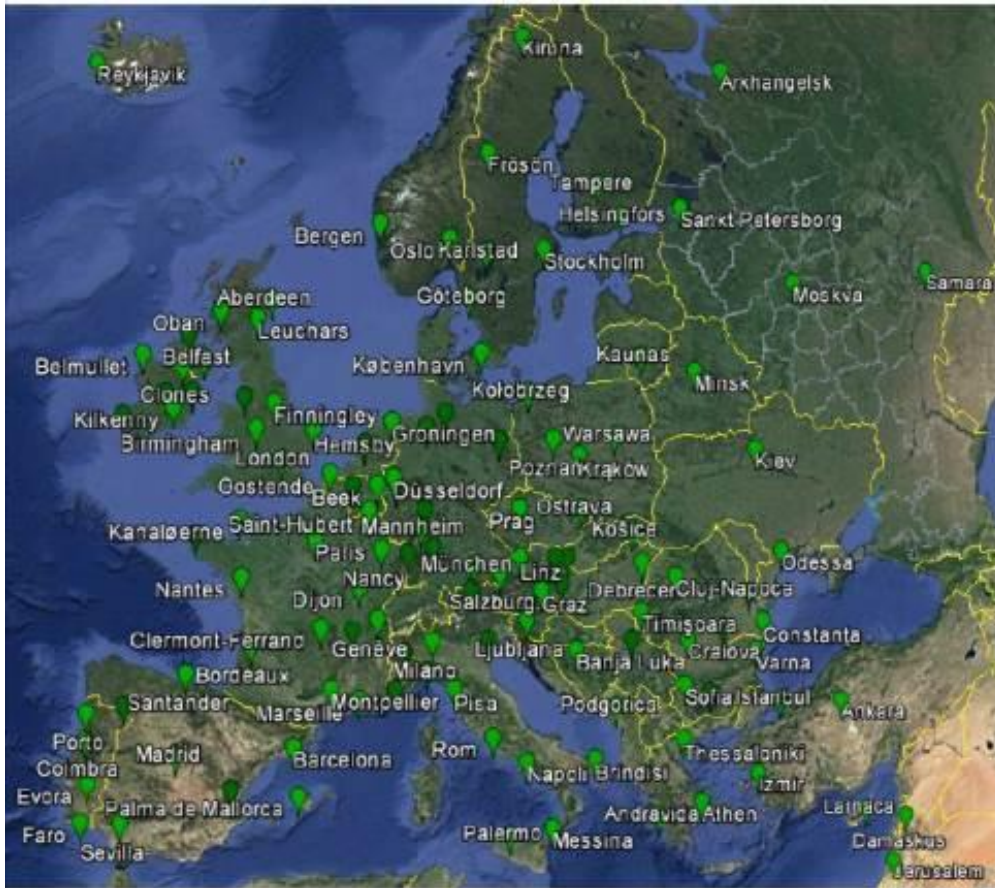 Kiruna
Reykjavik
Arkhangelsk
Frösön
Tampere
Helsingfors
Sankt Petersborg
Bergen
Oslo
Karlstad
Stockholm
Göteborg
Moskva
Samara
Aberdeen
Oban
Leuchars
Belmullet
Belfast
København
Kaunas
Minsk
Clones
Kołobrzeg
Kilkenny
Finningley
Birmingham
Hemsby
Groningen
Warsawa
London
Poznan
Kraków
Kiev
Oostende
Beek
Düsseldorf
Saint-Hubert
Mannheim
Prag
Ostrava
Kanaløerne
Paris
Košice
Nancy
München
Linz
Odessa
Nantes
Dijon
Salzburg
Graz
Debrecen
Cluj-Napoca
Clermont-Ferrand
Genève
Ljubljana
Timişoara
Constanţa
Milano
Banja Luka
Craiova
Varna
Bordeaux
Santander
Marseille
Montpellier
Pisa
Podgorica
Sofia
Istanbul
Ankara
Porto
Madrid
Barcelona
Rom
Thessaloniki
Coimbra
Napoli
Brindisi
Izmir
Evora
Palma de Mallorca
Andravida
Athen
Larnaca
Faro
Sevilla
Palermo
Messina
Damaskus
Jerusalem